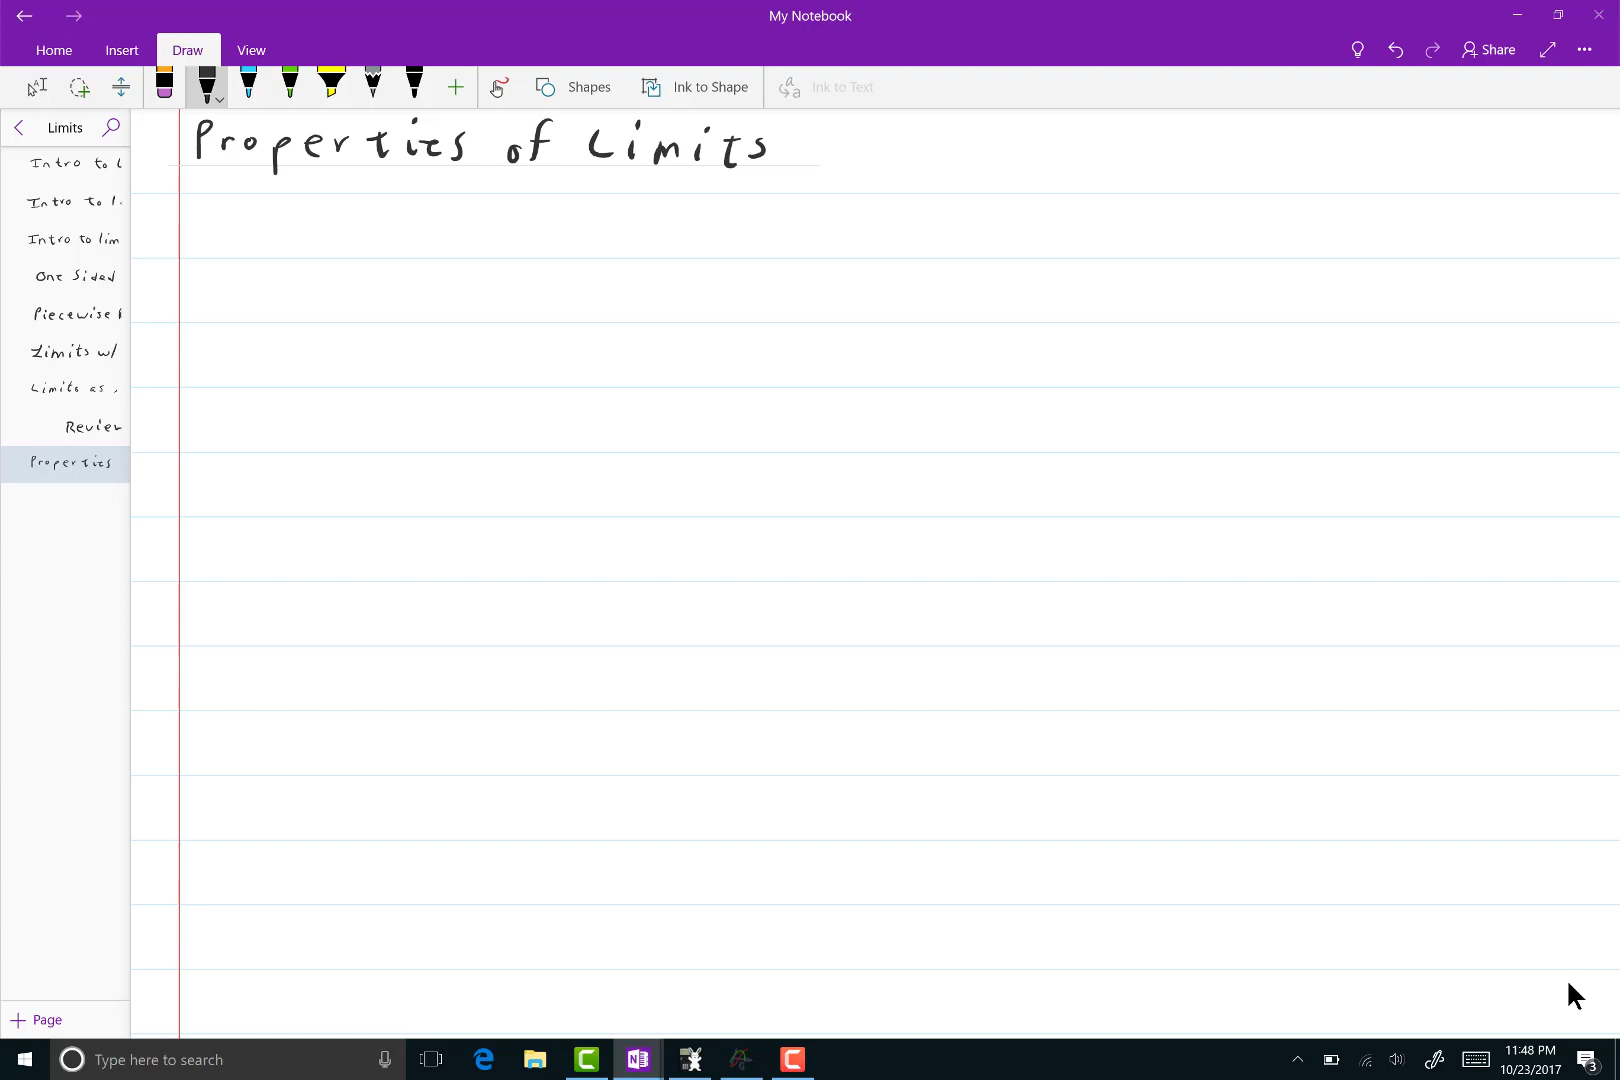 My Notebook
Home Insert Draw View Share
Shapes Ink to Shape Ink to Text
Limits
Properties of Limits
Intro to L
Intro to l
Intro to lim
One Sided
Piecewise
Limits w/
Limits as
Review
Properties
Page
Type here to search
11:48 PM
10/23/2017
3